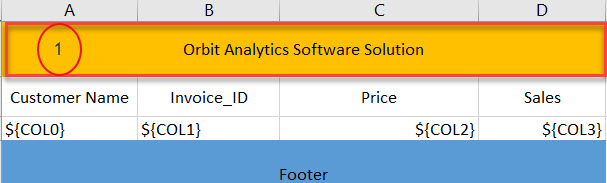 A B C D
1 Orbit Analytics Software Solution
Customer Name Invoice_ID Price Sales
${COL0} ${COL1} ${COL2} ${COL3}
Footer